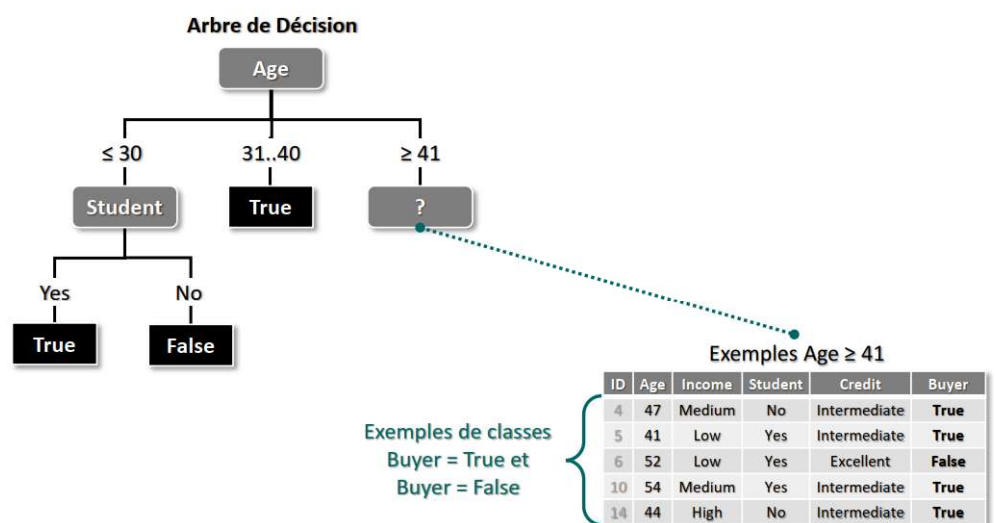 Arbre de Décision
Age
≤ 30 31..40 ≥ 41
Student True ?
Yes No
True False
Exemples Age ≥ 41
ID Age Income Student Credit Buyer
4 47 Medium No Intermediate True
5 41 Low Yes Intermediate True
6 52 Low Yes Excellent False
10 54 Medium Yes Intermediate True
14 44 High No Intermediate True
Exemples de classes
Buyer = True et
Buyer = False